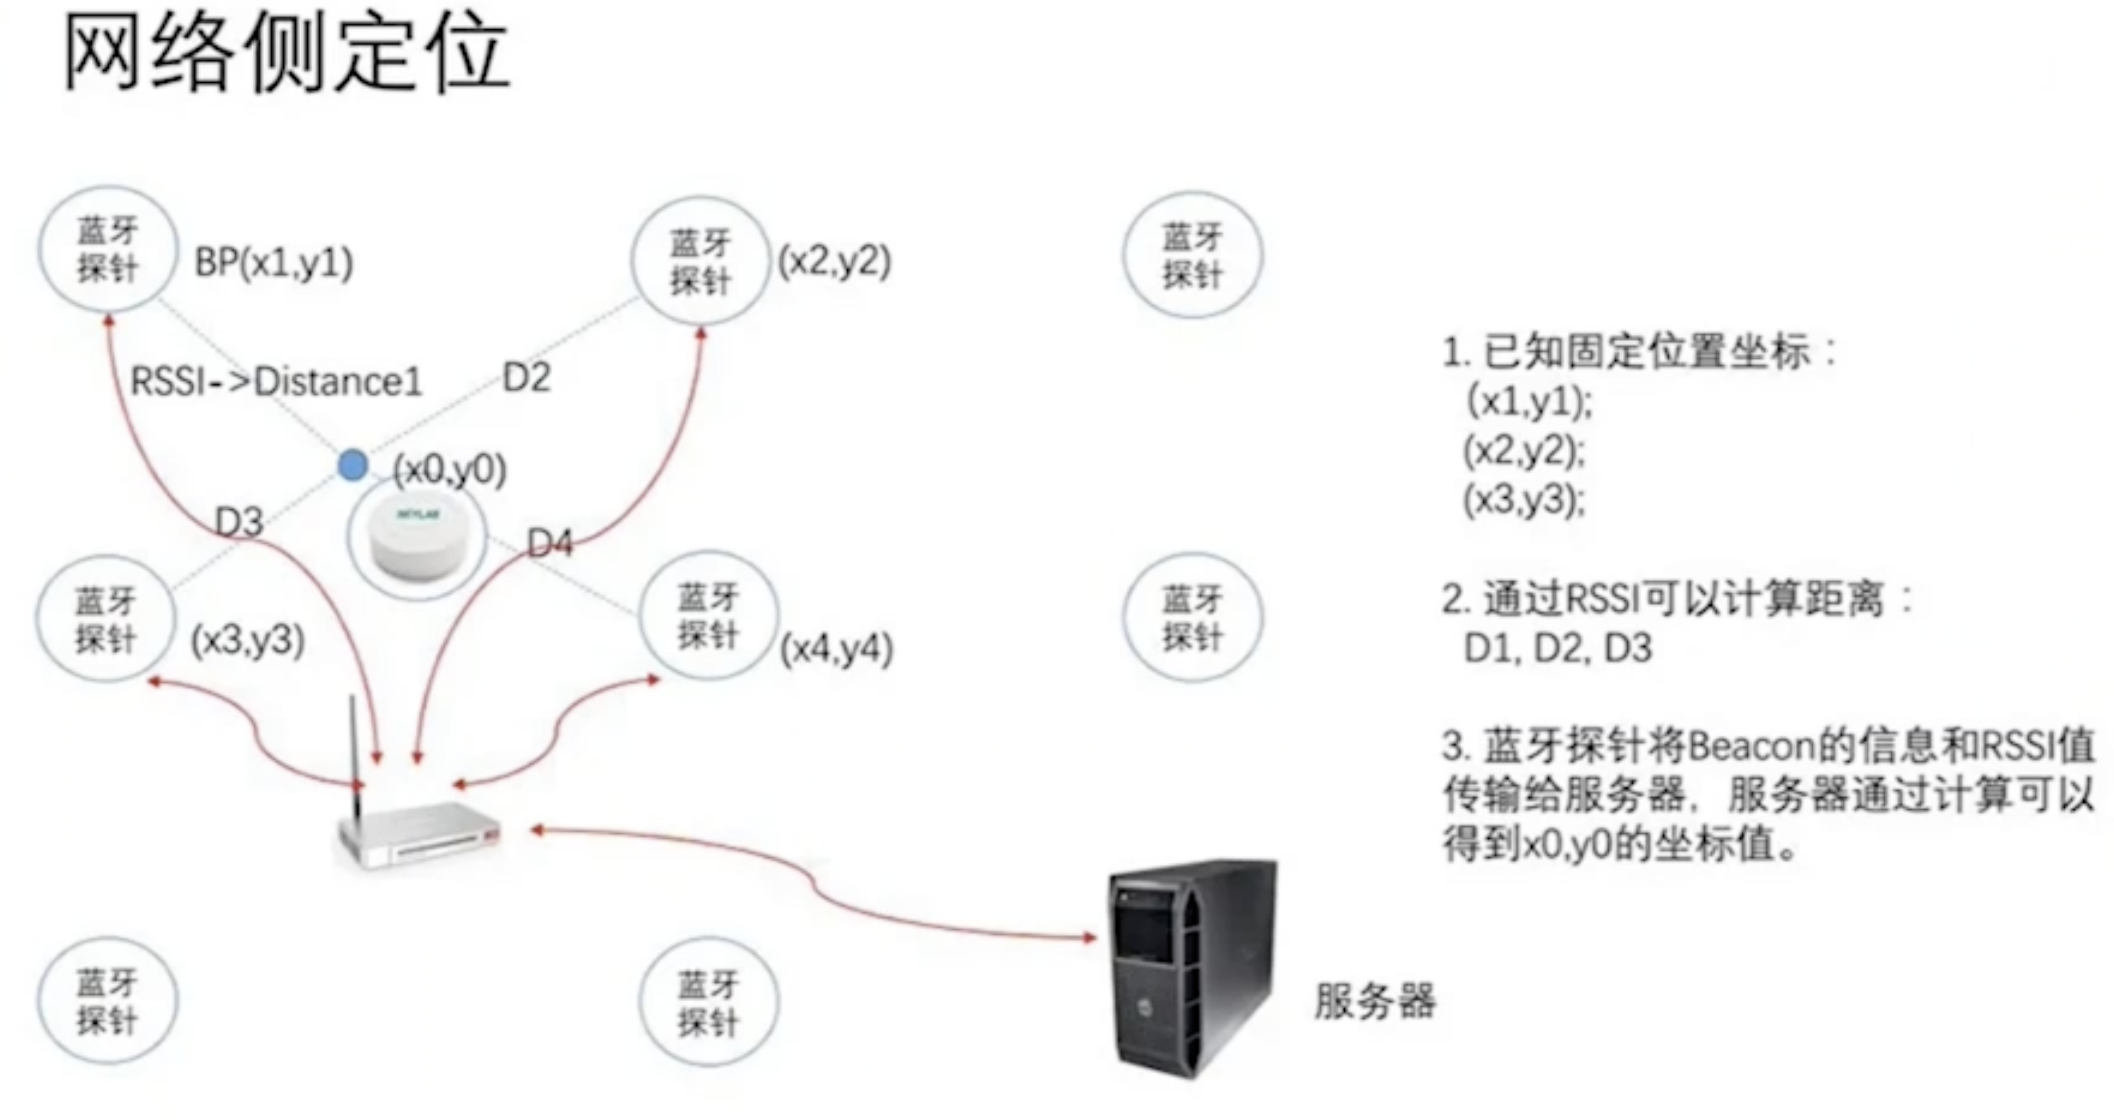 网络侧定位
蓝牙
探针
BP(x1,y1)
蓝牙
探针
(x2,y2)
蓝牙
探针
RSSI->Distance1
D2
(x0,y0)
D3
D4
蓝牙
探针
(x3,y3)
蓝牙
探针
(x4,y4)
蓝牙
探针
蓝牙
探针
蓝牙
探针
服务器
1. 已知固定位置坐标：
(x1,y1);
(x2,y2);
(x3,y3);
2. 通过RSSI可以计算距离：
D1, D2, D3
3. 蓝牙探针将Beacon的信息和RSSI值
传输给服务器，服务器通过计算可以
得到x0,y0的坐标值。